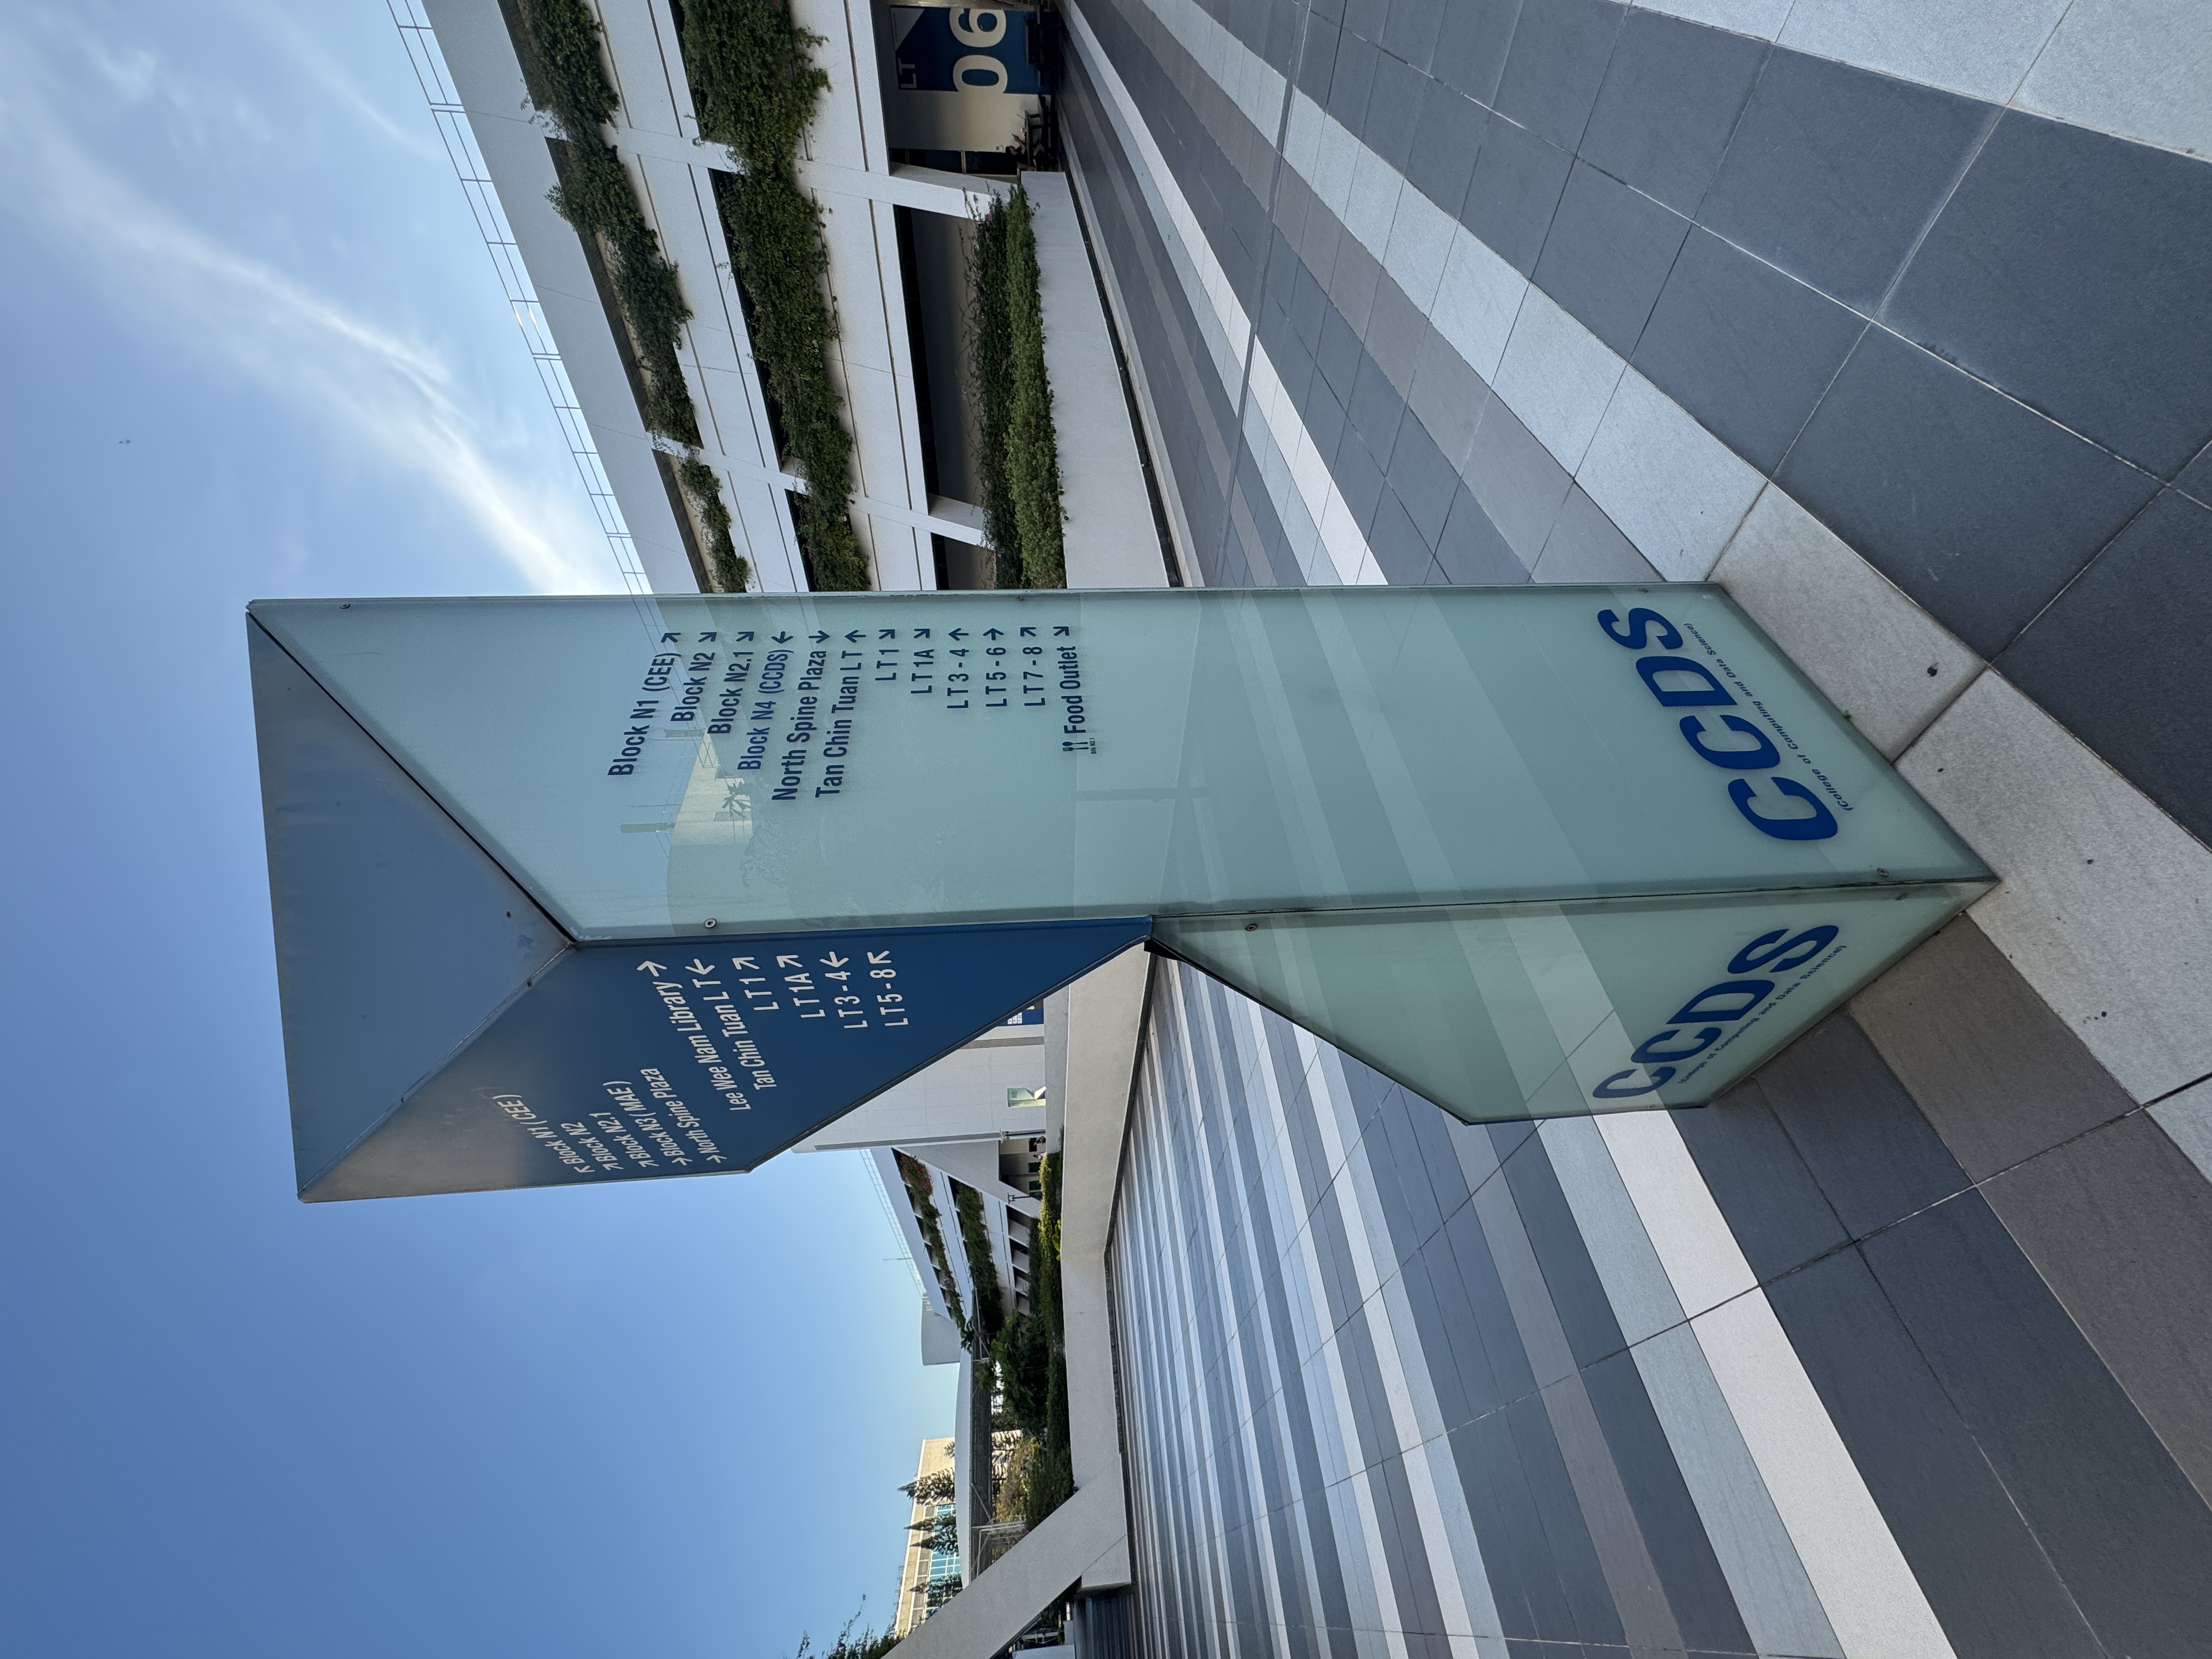 ↖ Block N1 ( CEE )
↗ Block N2
↗ Block N2.1
→ Block N3 ( MAE )
→ North Spine Plaza
Lee Wee Nam Library →
Tan Chin Tuan LT ←
LT1 ↗
LT1A ↗
LT3-4 ←
LT5-8 ↖
CCDS
(College of Computing and Data Science)
Block N1 (CEE) ↗
Block N2 ↘
Block N2.1 ↘
Block N4 (CCDS) ←
North Spine Plaza ↓
Tan Chin Tuan LT ↑
LT1 ↘
LT1A ↘
LT3-4 ↑
LT5-6 →
LT7-8 ↗
Food Outlet ↘
Blk N2.1
CCDS
(College of Computing and Data Science)
LT
06